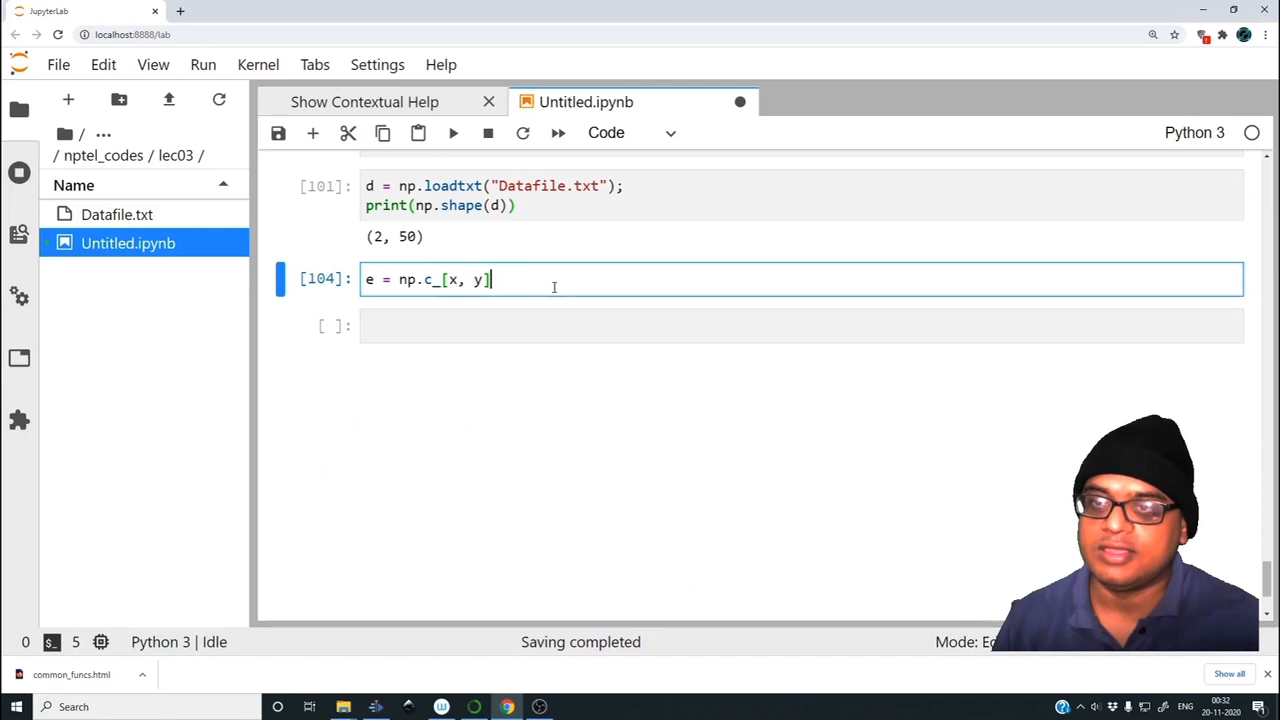 JupyterLab
localhost:8888/lab
File Edit View Run Kernel Tabs Settings Help
Show Contextual Help
Untitled.ipynb
Code
Python 3
/ ...
/ nptel_codes / lec03 /
Name
Datafile.txt
Untitled.ipynb
[101]:
d = np.loadtxt("Datafile.txt");
print(np.shape(d))
(2, 50)
[104]:
e = np.c_[x, y]
[ ]:
0 5 Python 3 | Idle
Saving completed
Mode:
common_funcs.html
Show all
Search
ENG
00:32
20-11-2020